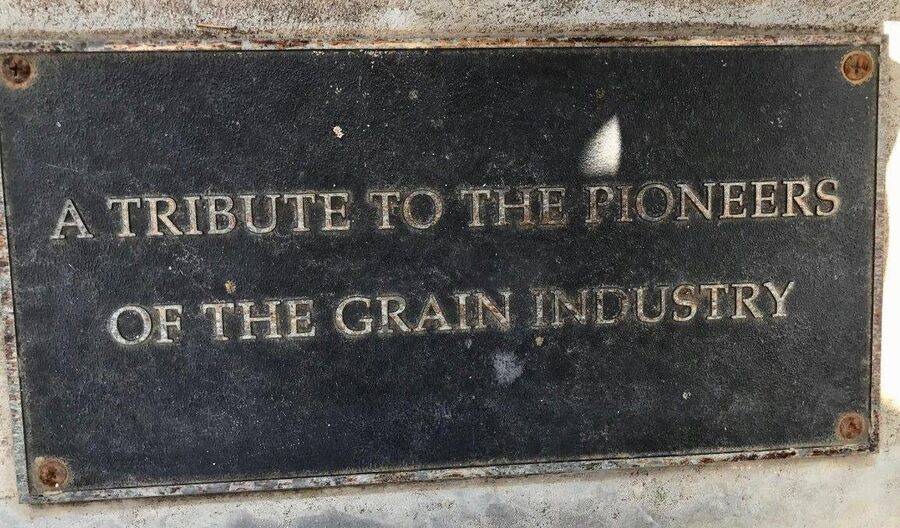 A TRIBUTE TO THE PIONEERS
OF THE GRAIN INDUSTRY